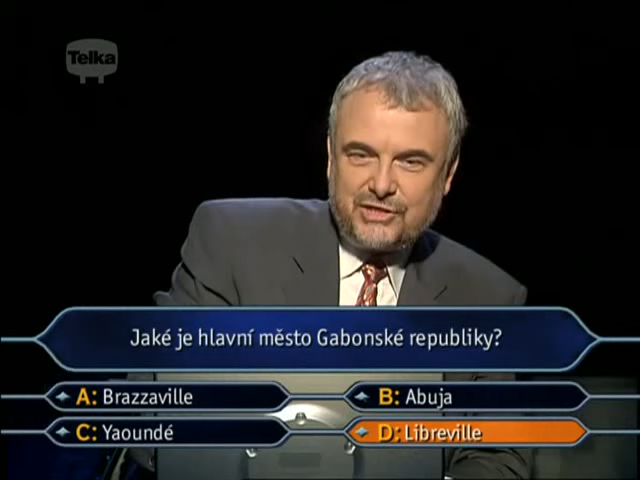 Telka
Jaké je hlavní město Gabonské republiky?
A: Brazzaville
B: Abuja
C: Yaoundé
D: Libreville